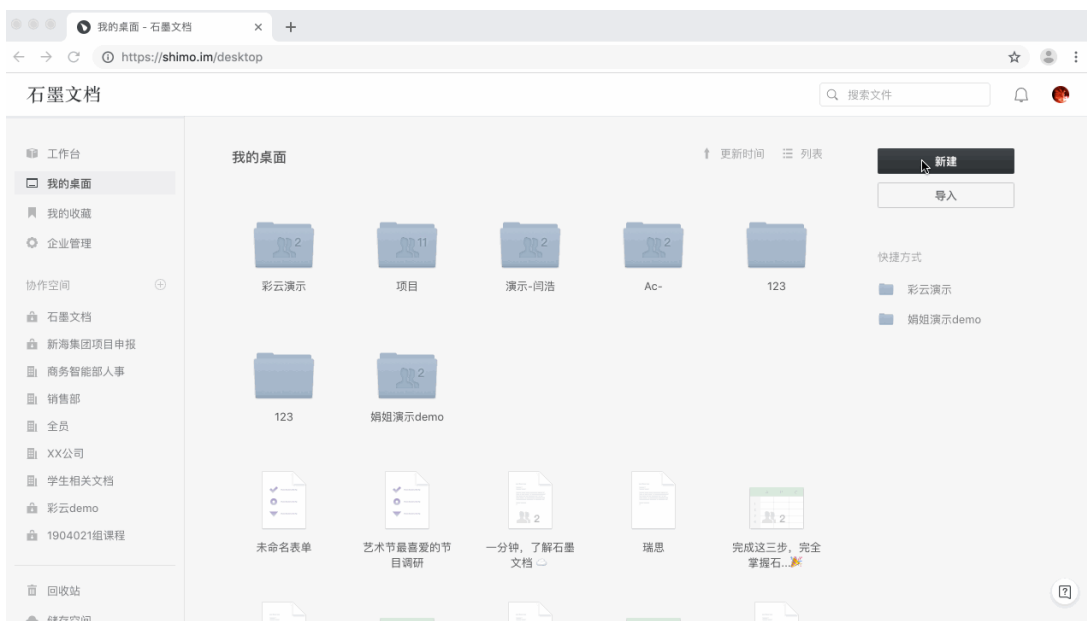 我的桌面 - 石墨文档
https://shimo.im/desktop
石墨文档
搜索文件
工作台
我的桌面
我的收藏
企业管理
协作空间
石墨文档
新海集团项目申报
商务智能部人事
销售部
全员
XX公司
学生相关文档
彩云demo
1904021组课程
回收站
储存空间
我的桌面
更新时间
列表
2
彩云演示
11
项目
2
演示-闫浩
2
Ac-
123
123
2
娟姐演示demo
未命名表单
艺术节最喜爱的节
目调研
2
一分钟，了解石墨
文档
瑞思
2
完成这三步，完全
掌握石...🎉
新建
导入
快捷方式
彩云演示
娟姐演示demo